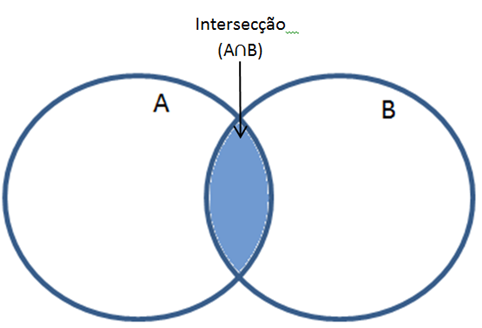 Intersecção
(A∩B)
A
B